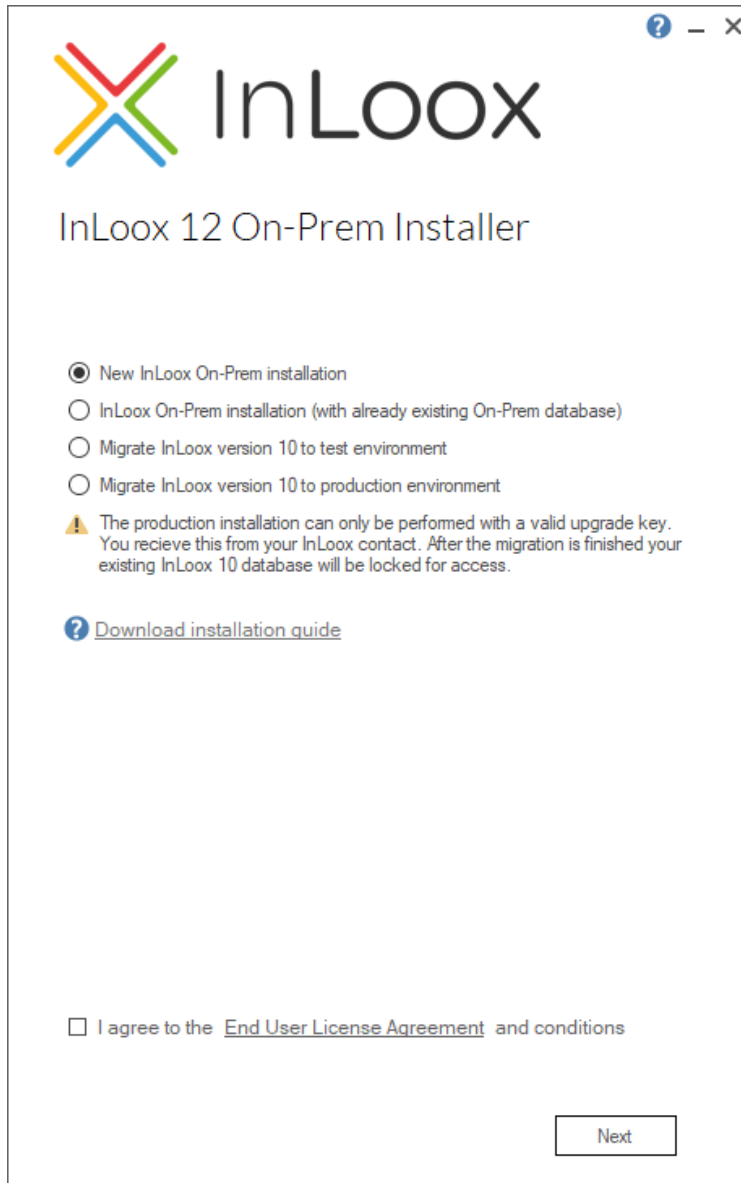 InLoox
InLoox 12 On-Prem Installer
New InLoox On-Prem installation
InLoox On-Prem installation (with already existing On-Prem database)
Migrate InLoox version 10 to test environment
Migrate InLoox version 10 to production environment
The production installation can only be performed with a valid upgrade key.
You recieve this from your InLoox contact. After the migration is finished your
existing InLoox 10 database will be locked for access.
Download installation guide
I agree to the End User License Agreement and conditions
Next